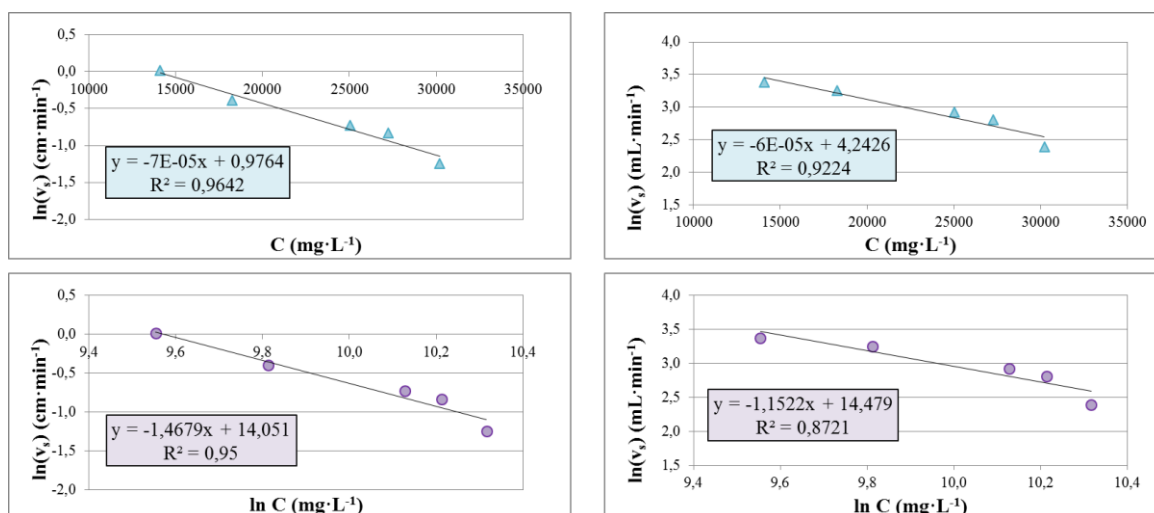 ln(vₛ) (cm·min⁻¹)
0,5
0,0
-0,5
-1,0
-1,5
-2,0
10000 15000 20000 25000 30000 35000
y = -7E-05x + 0,9764
R² = 0,9642
C (mg·L⁻¹)
ln(vₛ) (mL·min⁻¹)
4,0
3,5
3,0
2,5
2,0
1,5
y = -6E-05x + 4,2426
R² = 0,9224
10000 15000 20000 25000 30000 35000
C (mg·L⁻¹)
ln(vₛ) (cm·min⁻¹)
0,5
0,0
-0,5
-1,0
-1,5
-2,0
9,4 9,6 9,8 10,0 10,2 10,4
y = -1,4679x + 14,051
R² = 0,95
ln C (mg·L⁻¹)
ln(vₛ) (mL·min⁻¹)
4,0
3,5
3,0
2,5
2,0
1,5
y = -1,1522x + 14,479
R² = 0,8721
9,4 9,6 9,8 10,0 10,2 10,4
ln C (mg·L⁻¹)